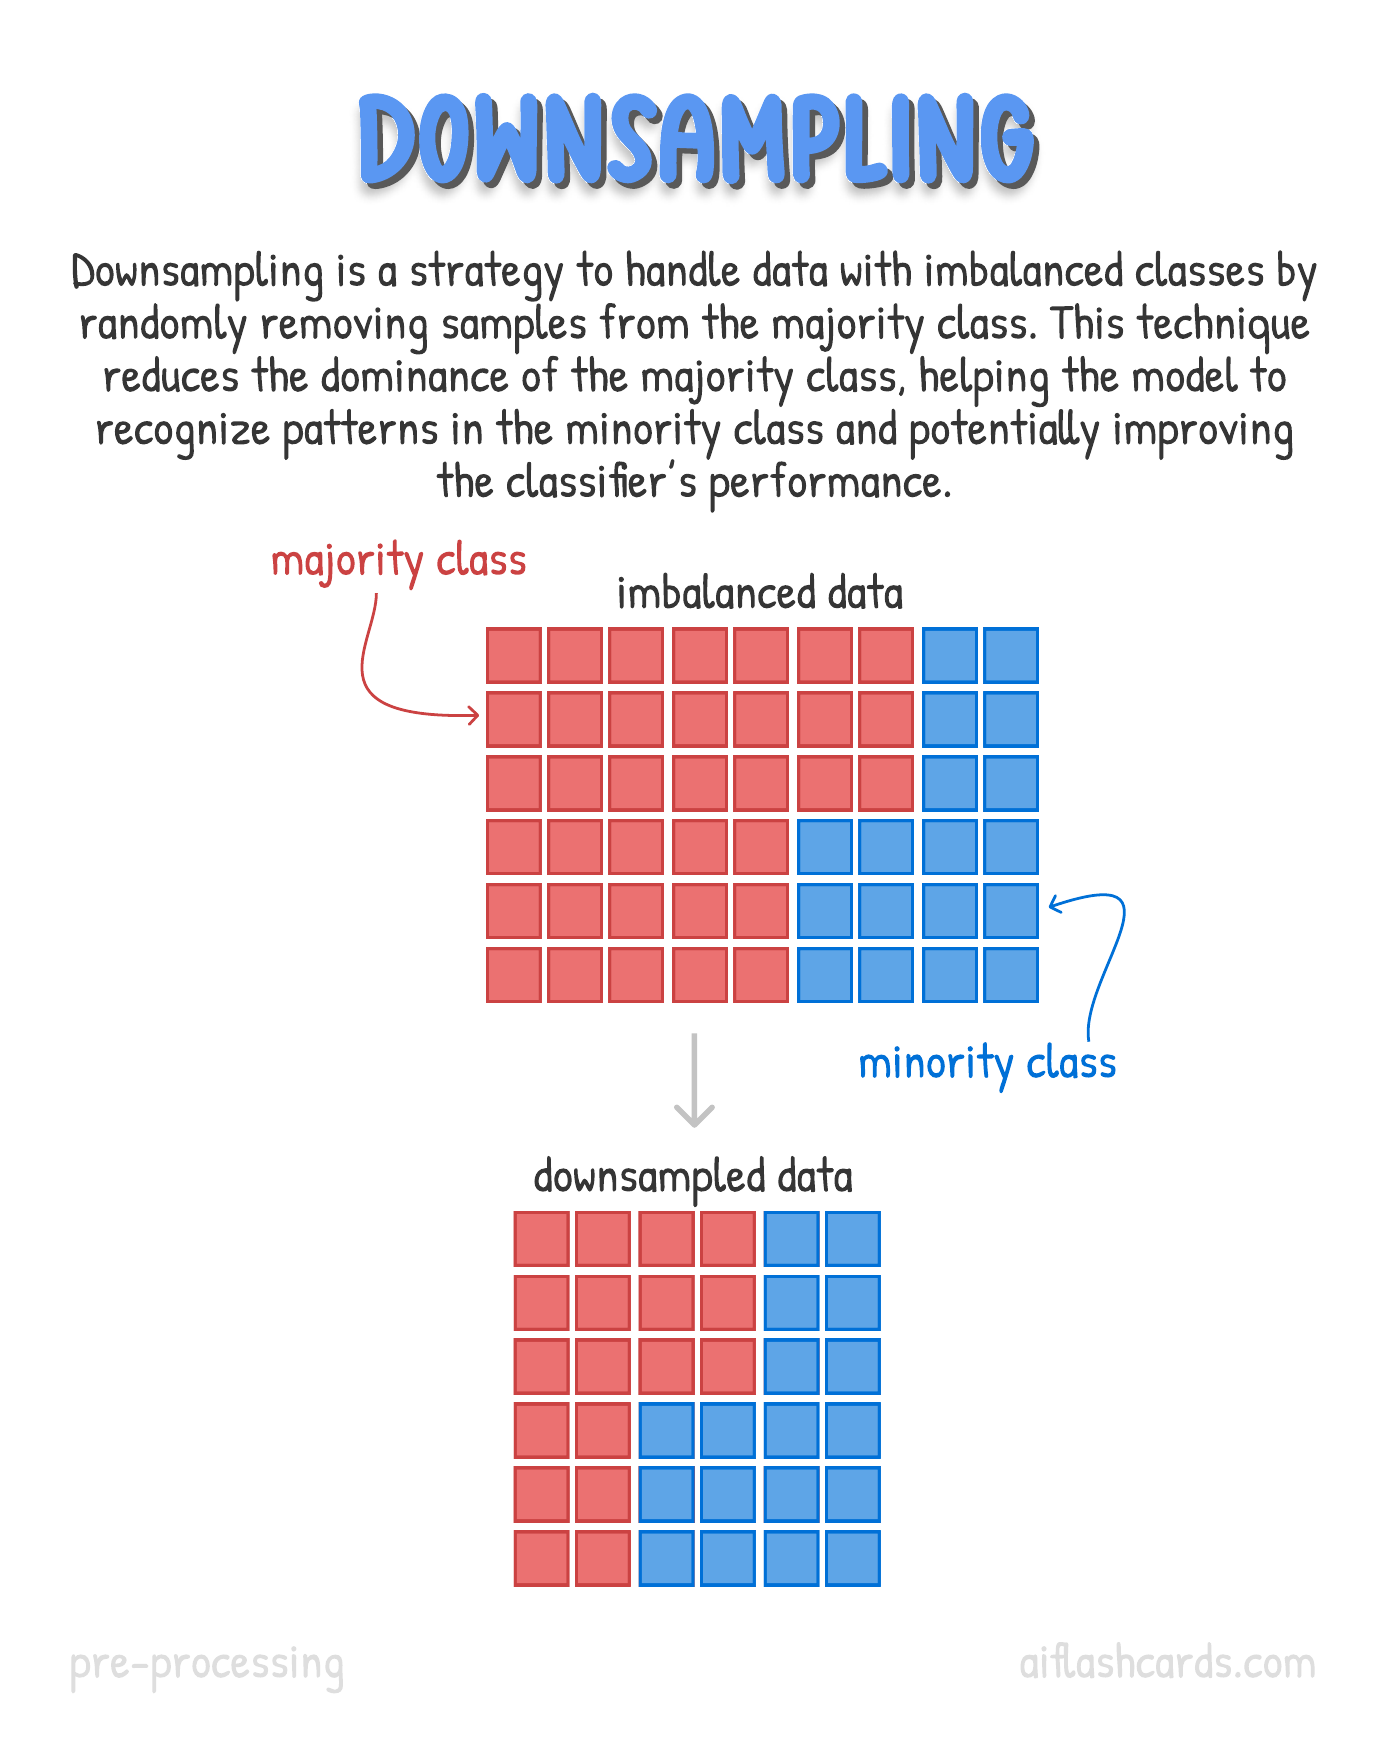 DOWNSAMPLING
Downsampling is a strategy to handle data with imbalanced classes by
randomly removing samples from the majority class. This technique
reduces the dominance of the majority class, helping the model to
recognize patterns in the minority class and potentially improving
the classifier's performance.
majority class
imbalanced data
minority class
downsampled data
pre-processing
aiflashcards.com